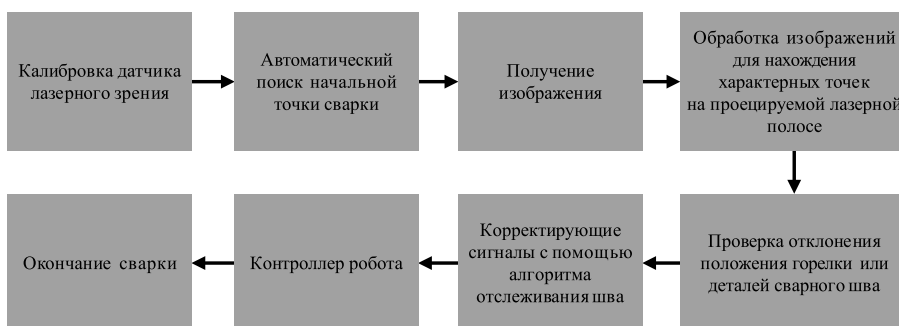 Калибровка датчика
лазерного зрения
Автоматический
поиск начальной
точки сварки
Получение
изображения
Обработка изображений
для нахождения
характерных точек
на проецируемой лазерной
полосе
Проверка отклонения
положения горелки или
деталей сварного шва
Корректирующие
сигналы с помощью
алгоритма
отслеживания шва
Контроллер робота
Окончание сварки